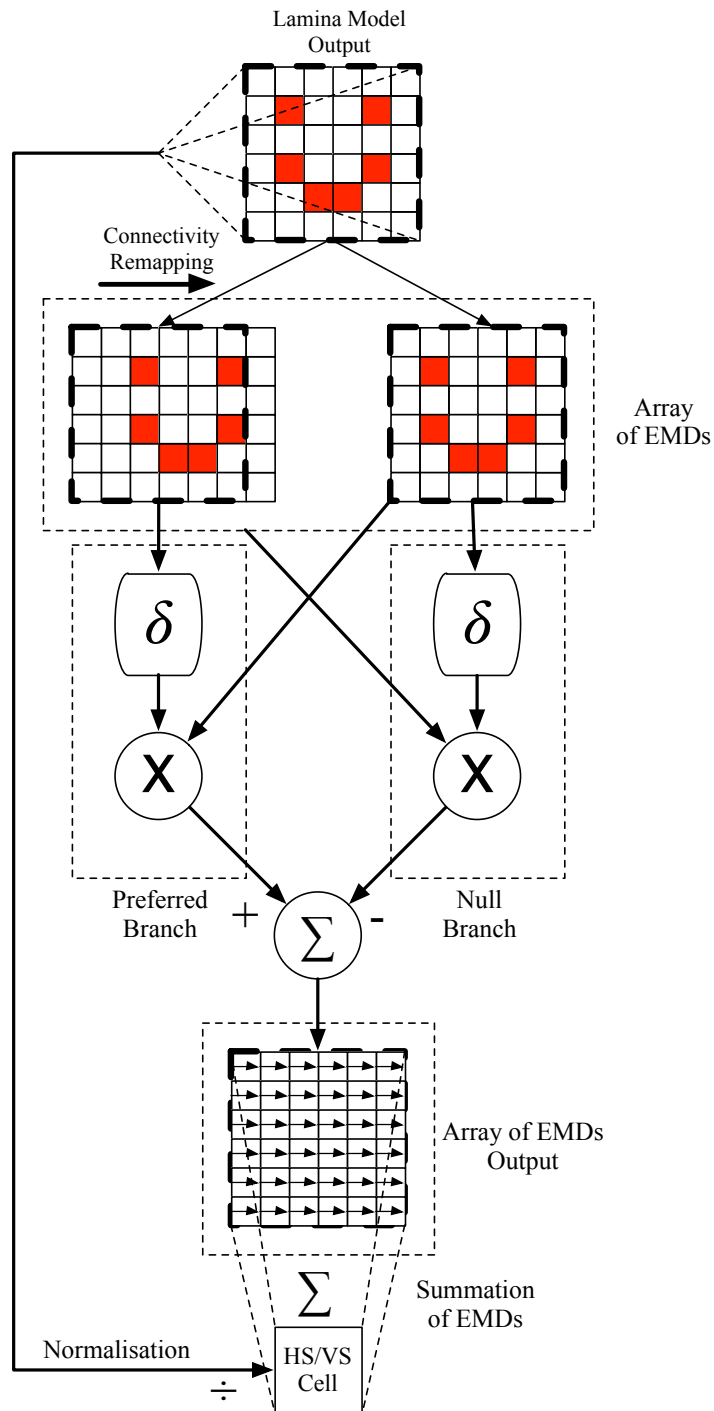 Lamina Model
Output
Connectivity
Remapping
Array
of EMDs
δ
δ
X
X
Preferred
Branch
+
Σ
-
Null
Branch
Array of EMDs
Output
Σ
Summation
of EMDs
Normalisation
÷
HS/VS
Cell